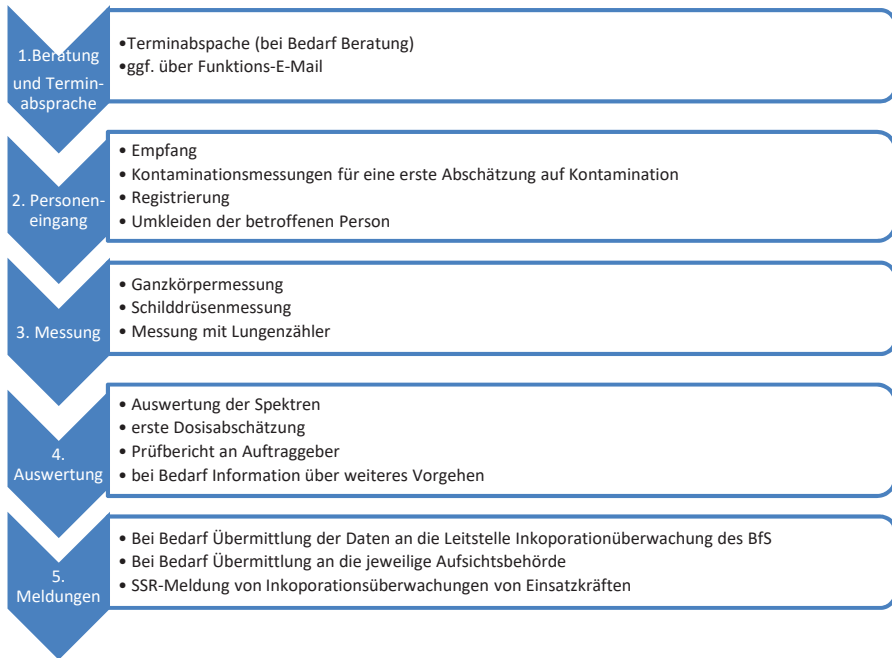 1.Beratung
und Termin-
absprache
•Terminabspache (bei Bedarf Beratung)
•ggf. über Funktions-E-Mail
2. Personen-
eingang
• Empfang
• Kontaminationsmessungen für eine erste Abschätzung auf Kontamination
• Registrierung
• Umkleiden der betroffenen Person
3. Messung
• Ganzkörpermessung
• Schilddrüsenmessung
• Messung mit Lungenzähler
4.
Auswertung
• Auswertung der Spektren
• erste Dosisabschätzung
• Prüfbericht an Auftraggeber
• bei Bedarf Information über weiteres Vorgehen
5.
Meldungen
• Bei Bedarf Übermittlung der Daten an die Leitstelle Inkoporationüberwachung des BfS
• Bei Bedarf Übermittlung an die jeweilige Aufsichtsbehörde
• SSR-Meldung von Inkoporationsüberwachungen von Einsatzkräften